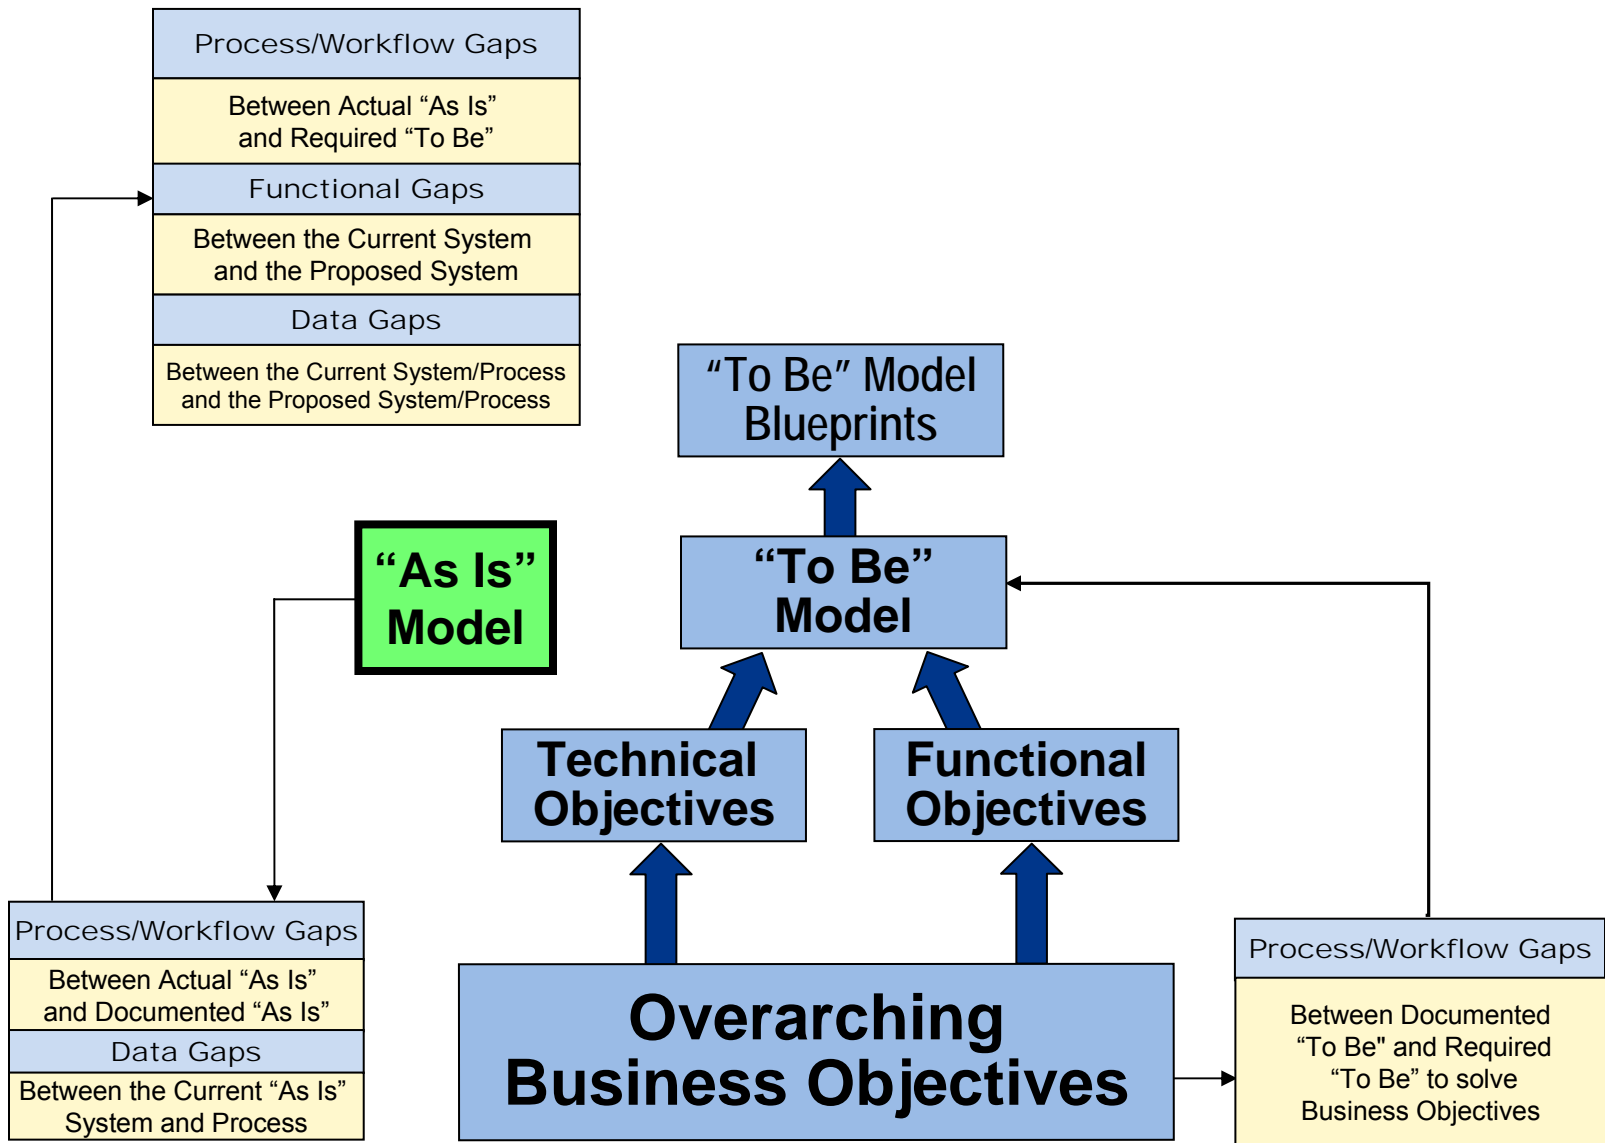 Process/Workflow Gaps
Between Actual “As Is”
and Required “To Be”
Functional Gaps
Between the Current System
and the Proposed System
Data Gaps
Between the Current System/Process
and the Proposed System/Process
“To Be” Model
Blueprints
“As Is”
Model
“To Be”
Model
Technical
Objectives
Functional
Objectives
Process/Workflow Gaps
Between Actual “As Is”
and Documented “As Is”
Data Gaps
Between the Current “As Is”
System and Process
Overarching
Business Objectives
Process/Workflow Gaps
Between Documented
“To Be" and Required
“To Be” to solve
Business Objectives